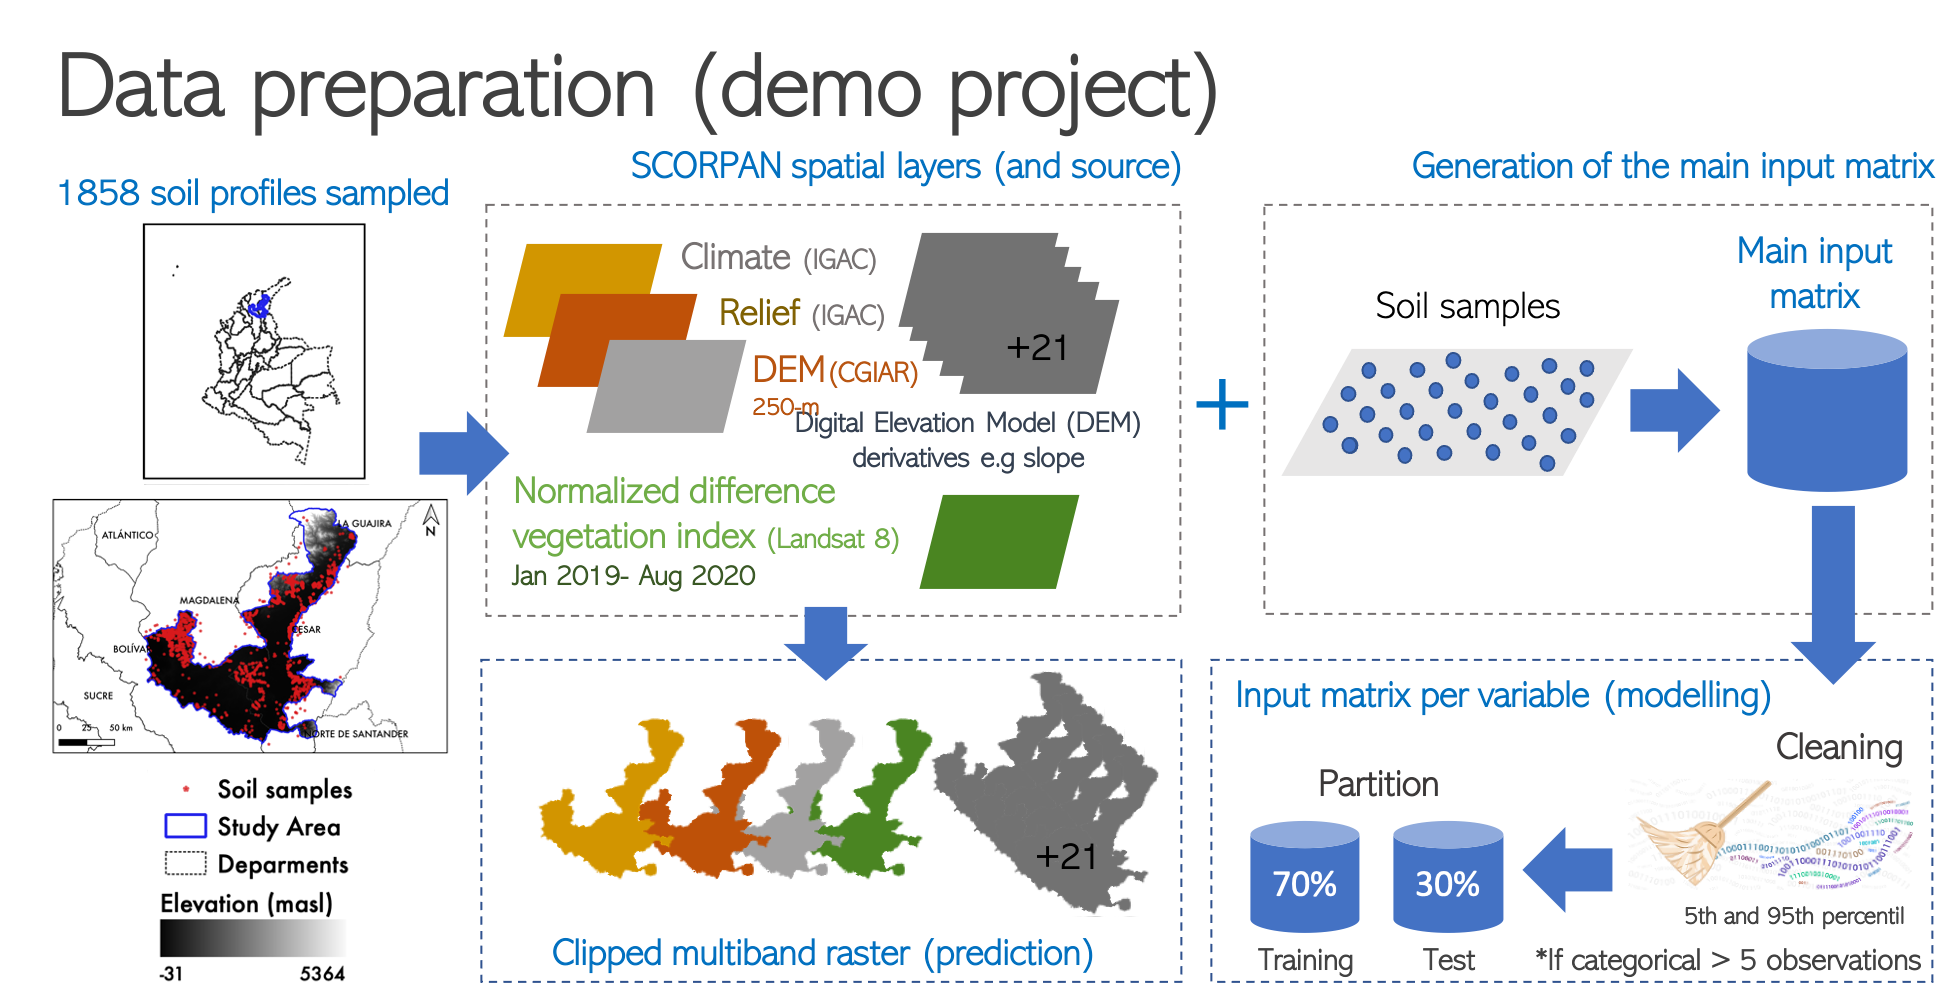 Data preparation (demo project)
1858 soil profiles sampled
ATLÁNTICO
LA GUAJIRA
N
MAGDALENA
CESAR
BOLÍVA
SUCRE
NORTE DE SANTANDER
0 25 50 km
Soil samples
Study Area
Deparments
Elevation (masl)
-31 5364
SCORPAN spatial layers (and source)
Climate (IGAC)
Relief (IGAC)
DEM (CGIAR)
250-m
+21
Digital Elevation Model (DEM)
derivatives e.g slope
Normalized difference
vegetation index (Landsat 8)
Jan 2019- Aug 2020
+21
Clipped multiband raster (prediction)
+
Generation of the main input matrix
Soil samples
Main input
matrix
Input matrix per variable (modelling)
Cleaning
5th and 95th percentil
*If categorical > 5 observations
Partition
70%
30%
Training
Test